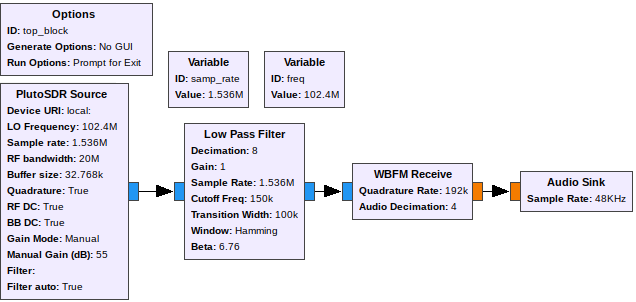 Options
ID: top_block
Generate Options: No GUI
Run Options: Prompt for Exit
Variable
ID: samp_rate
Value: 1.536M
Variable
ID: freq
Value: 102.4M
PlutoSDR Source
Device URI: local:
LO Frequency: 102.4M
Sample rate: 1.536M
RF bandwidth: 20M
Buffer size: 32.768k
Quadrature: True
RF DC: True
BB DC: True
Gain Mode: Manual
Manual Gain (dB): 55
Filter:
Filter auto: True
Low Pass Filter
Decimation: 8
Gain: 1
Sample Rate: 1.536M
Cutoff Freq: 150k
Transition Width: 100k
Window: Hamming
Beta: 6.76
WBFM Receive
Quadrature Rate: 192k
Audio Decimation: 4
Audio Sink
Sample Rate: 48KHz